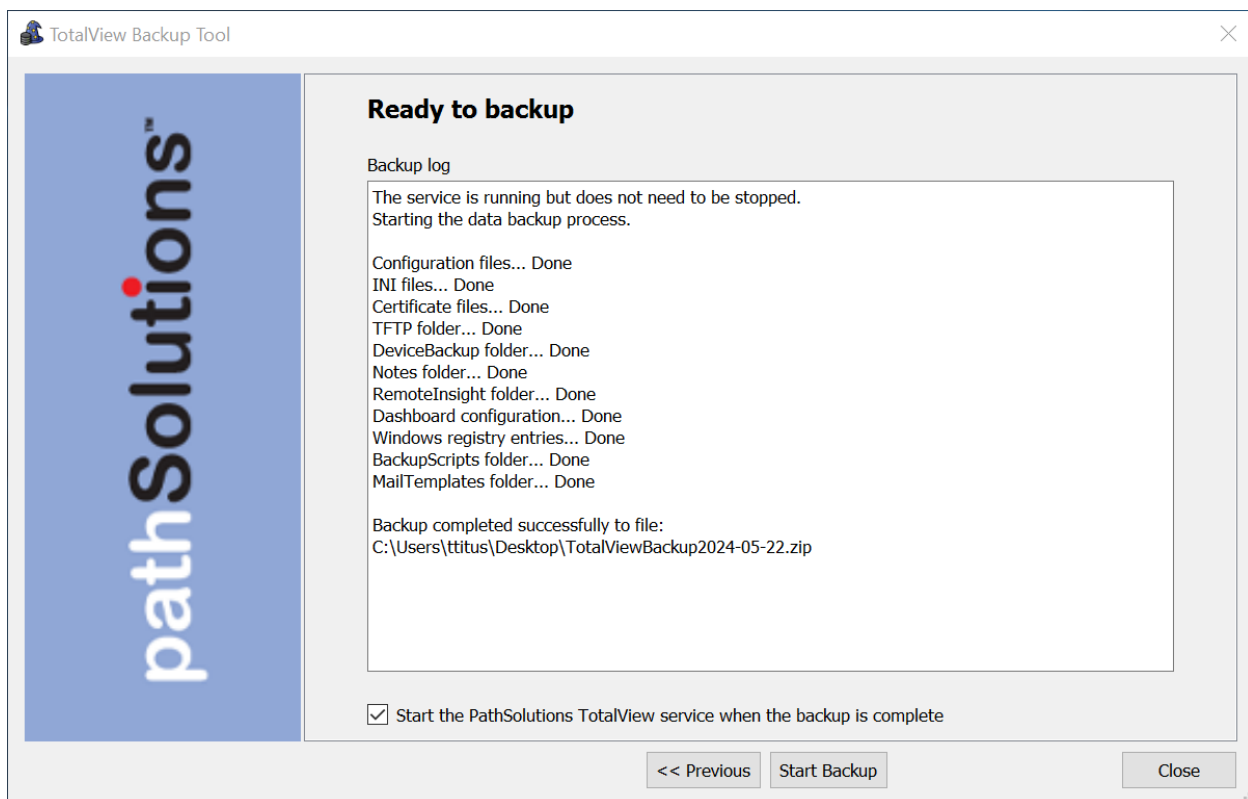 TotalView Backup Tool
pathSolutions™
Ready to backup
Backup log
The service is running but does not need to be stopped.
Starting the data backup process.
Configuration files... Done
INI files... Done
Certificate files... Done
TFTP folder... Done
DeviceBackup folder... Done
Notes folder... Done
RemoteInsight folder... Done
Dashboard configuration... Done
Windows registry entries... Done
BackupScripts folder... Done
MailTemplates folder... Done
Backup completed successfully to file:
C:\Users\ttitus\Desktop\TotalViewBackup2024-05-22.zip
Start the PathSolutions TotalView service when the backup is complete
<< Previous
Start Backup
Close